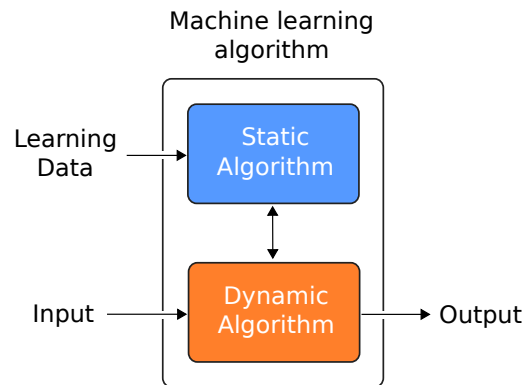 Machine learning
algorithm
Learning
Data
Static
Algorithm
Input
Dynamic
Algorithm
Output